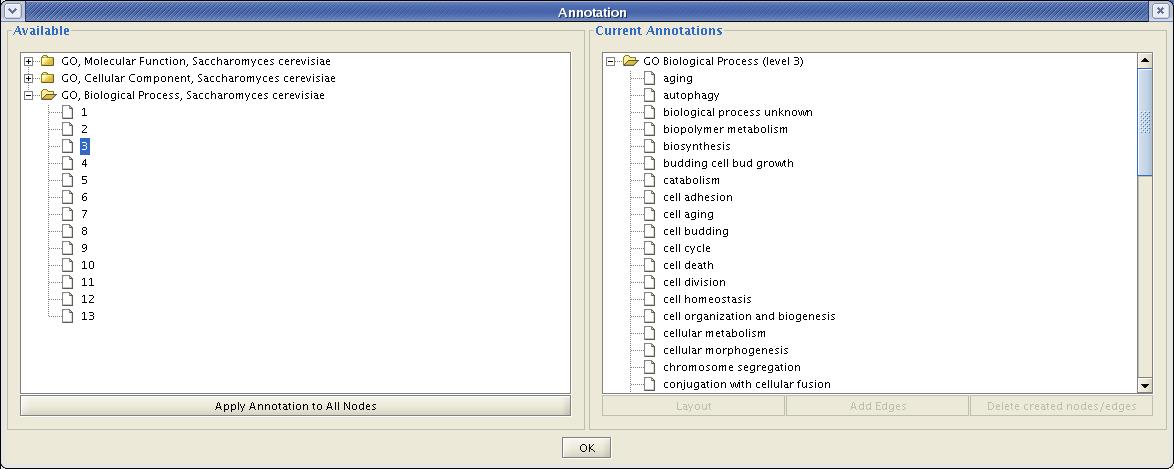 Annotation
Available
GO, Molecular Function, Saccharomyces cerevisiae
GO, Cellular Component, Saccharomyces cerevisiae
GO, Biological Process, Saccharomyces cerevisiae
1
2
3
4
5
6
7
8
9
10
11
12
13
Apply Annotation to All Nodes
Current Annotations
GO Biological Process (level 3)
aging
autophagy
biological process unknown
biopolymer metabolism
biosynthesis
budding cell bud growth
catabolism
cell adhesion
cell aging
cell budding
cell cycle
cell death
cell division
cell homeostasis
cell organization and biogenesis
cellular metabolism
cellular morphogenesis
chromosome segregation
conjugation with cellular fusion
Layout
Add Edges
Delete created nodes/edges
OK